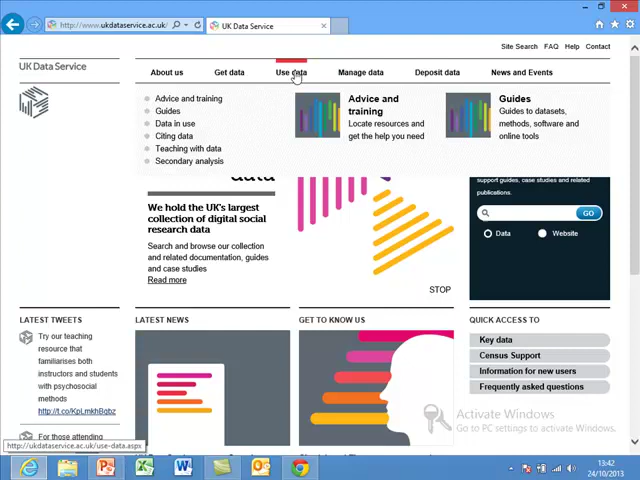 http://www.ukdataservice.ac.uk/
UK Data Service
Site Search FAQ Help Contact
UK Data Service
About us Get data Use data Manage data Deposit data News and Events
Advice and training
Guides
Data in use
Citing data
Teaching with data
Secondary analysis
Advice and
training
Locate resources and
get the help you need
Guides
Guides to datasets,
methods, software and
online tools
data
We hold the UK's largest
collection of digital social
research data
Search and browse our collection
and related documentation, guides
and case studies
Read more
STOP
support guides, case studies and related
publications.
GO
Data Website
LATEST TWEETS
Try our teaching
resource that
familiarises both
instructors and students
with psychosocial
methods
http://t.co/KpLmkhBqbz
For those attending
LATEST NEWS
GET TO KNOW US
QUICK ACCESS TO
Key data
Census Support
Information for new users
Frequently asked questions
Activate Windows
Go to PC settings to activate Windows.
http://ukdataservice.ac.uk/use-data.aspx
13:42
24/10/2013